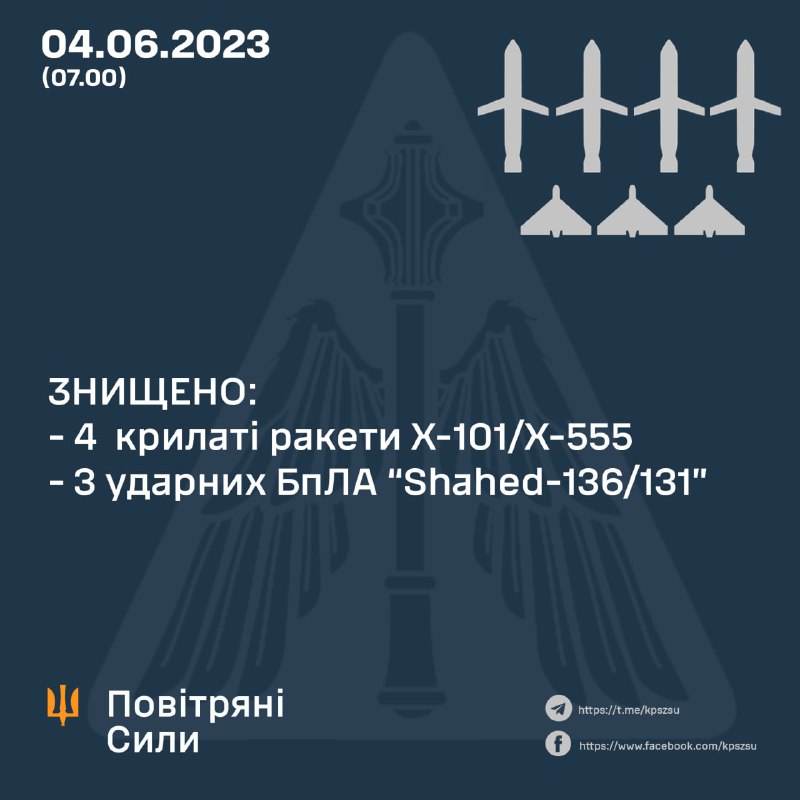 04.06.2023
(07.00)
ЗНИЩЕНО:
- 4 крилаті ракети Х-101/Х-555
- 3 ударних БпЛА “Shahed-136/131”
Повітряні
Сили
https://t.me/kpszsu
https://www.facebook.com/kpszsu